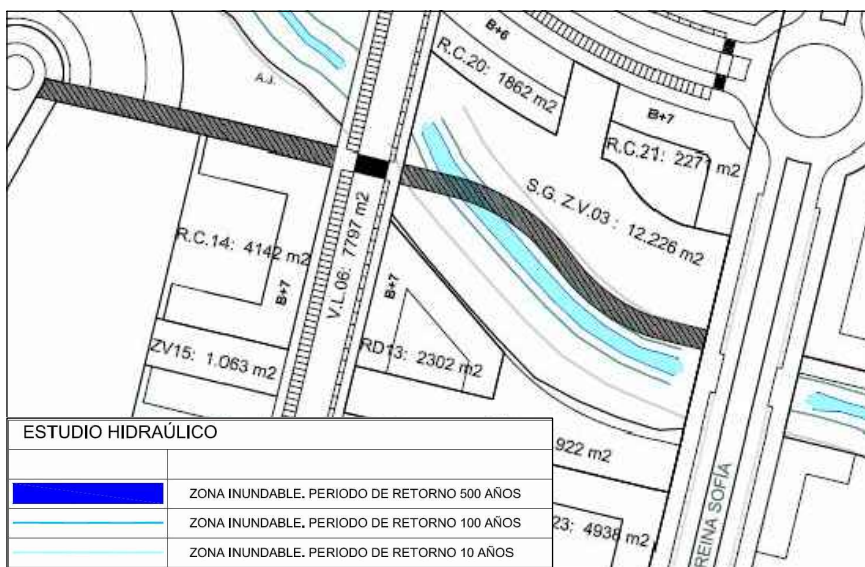 B+6
R.C.20: 1862 m2
A.J.
B+7
R.C.21: 2271 m2
S.G. Z.V.03 : 12.226 m2
R.C.14: 4142 m2
B+7
V.L.06: 7797 m2
B+7
ZV15: 1.063 m2
RD13: 2302 m2
922 m2
23: 4938 m2
REINA SOFÍA
ESTUDIO HIDRAÚLICO
ZONA INUNDABLE. PERIODO DE RETORNO 500 AÑOS
ZONA INUNDABLE. PERIODO DE RETORNO 100 AÑOS
ZONA INUNDABLE. PERIODO DE RETORNO 10 AÑOS